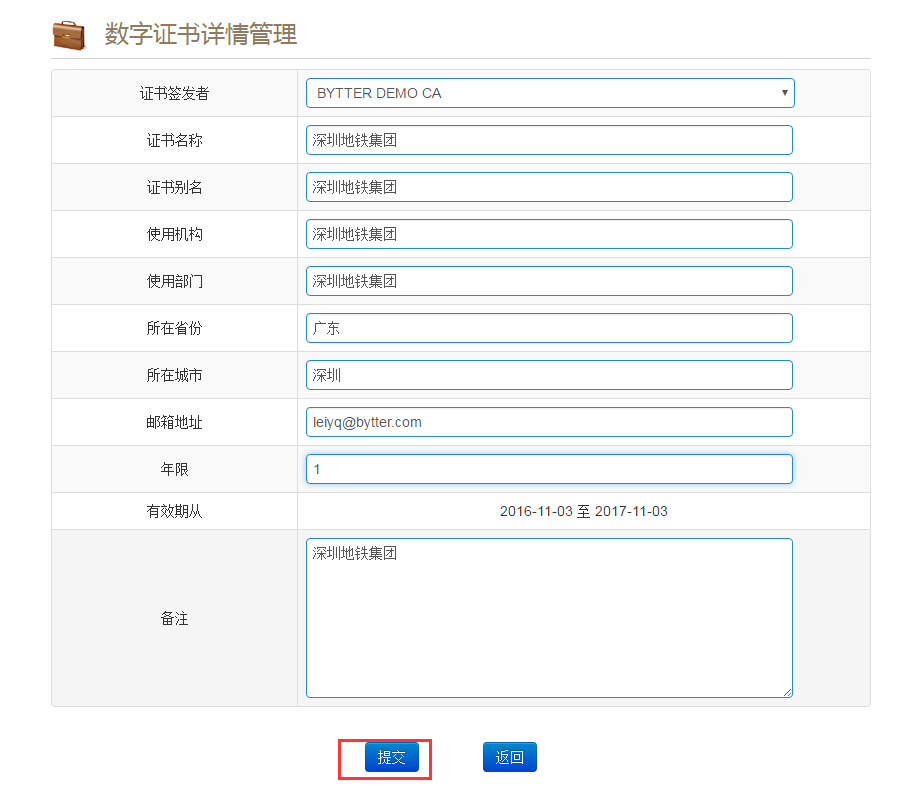 数字证书详情管理
证书签发者 BYTTER DEMO CA
证书名称 深圳地铁集团
证书别名 深圳地铁集团
使用机构 深圳地铁集团
使用部门 深圳地铁集团
所在省份 广东
所在城市 深圳
邮箱地址 leiyq@bytter.com
年限 1
有效期从 2016-11-03 至 2017-11-03
备注 深圳地铁集团
提交 返回